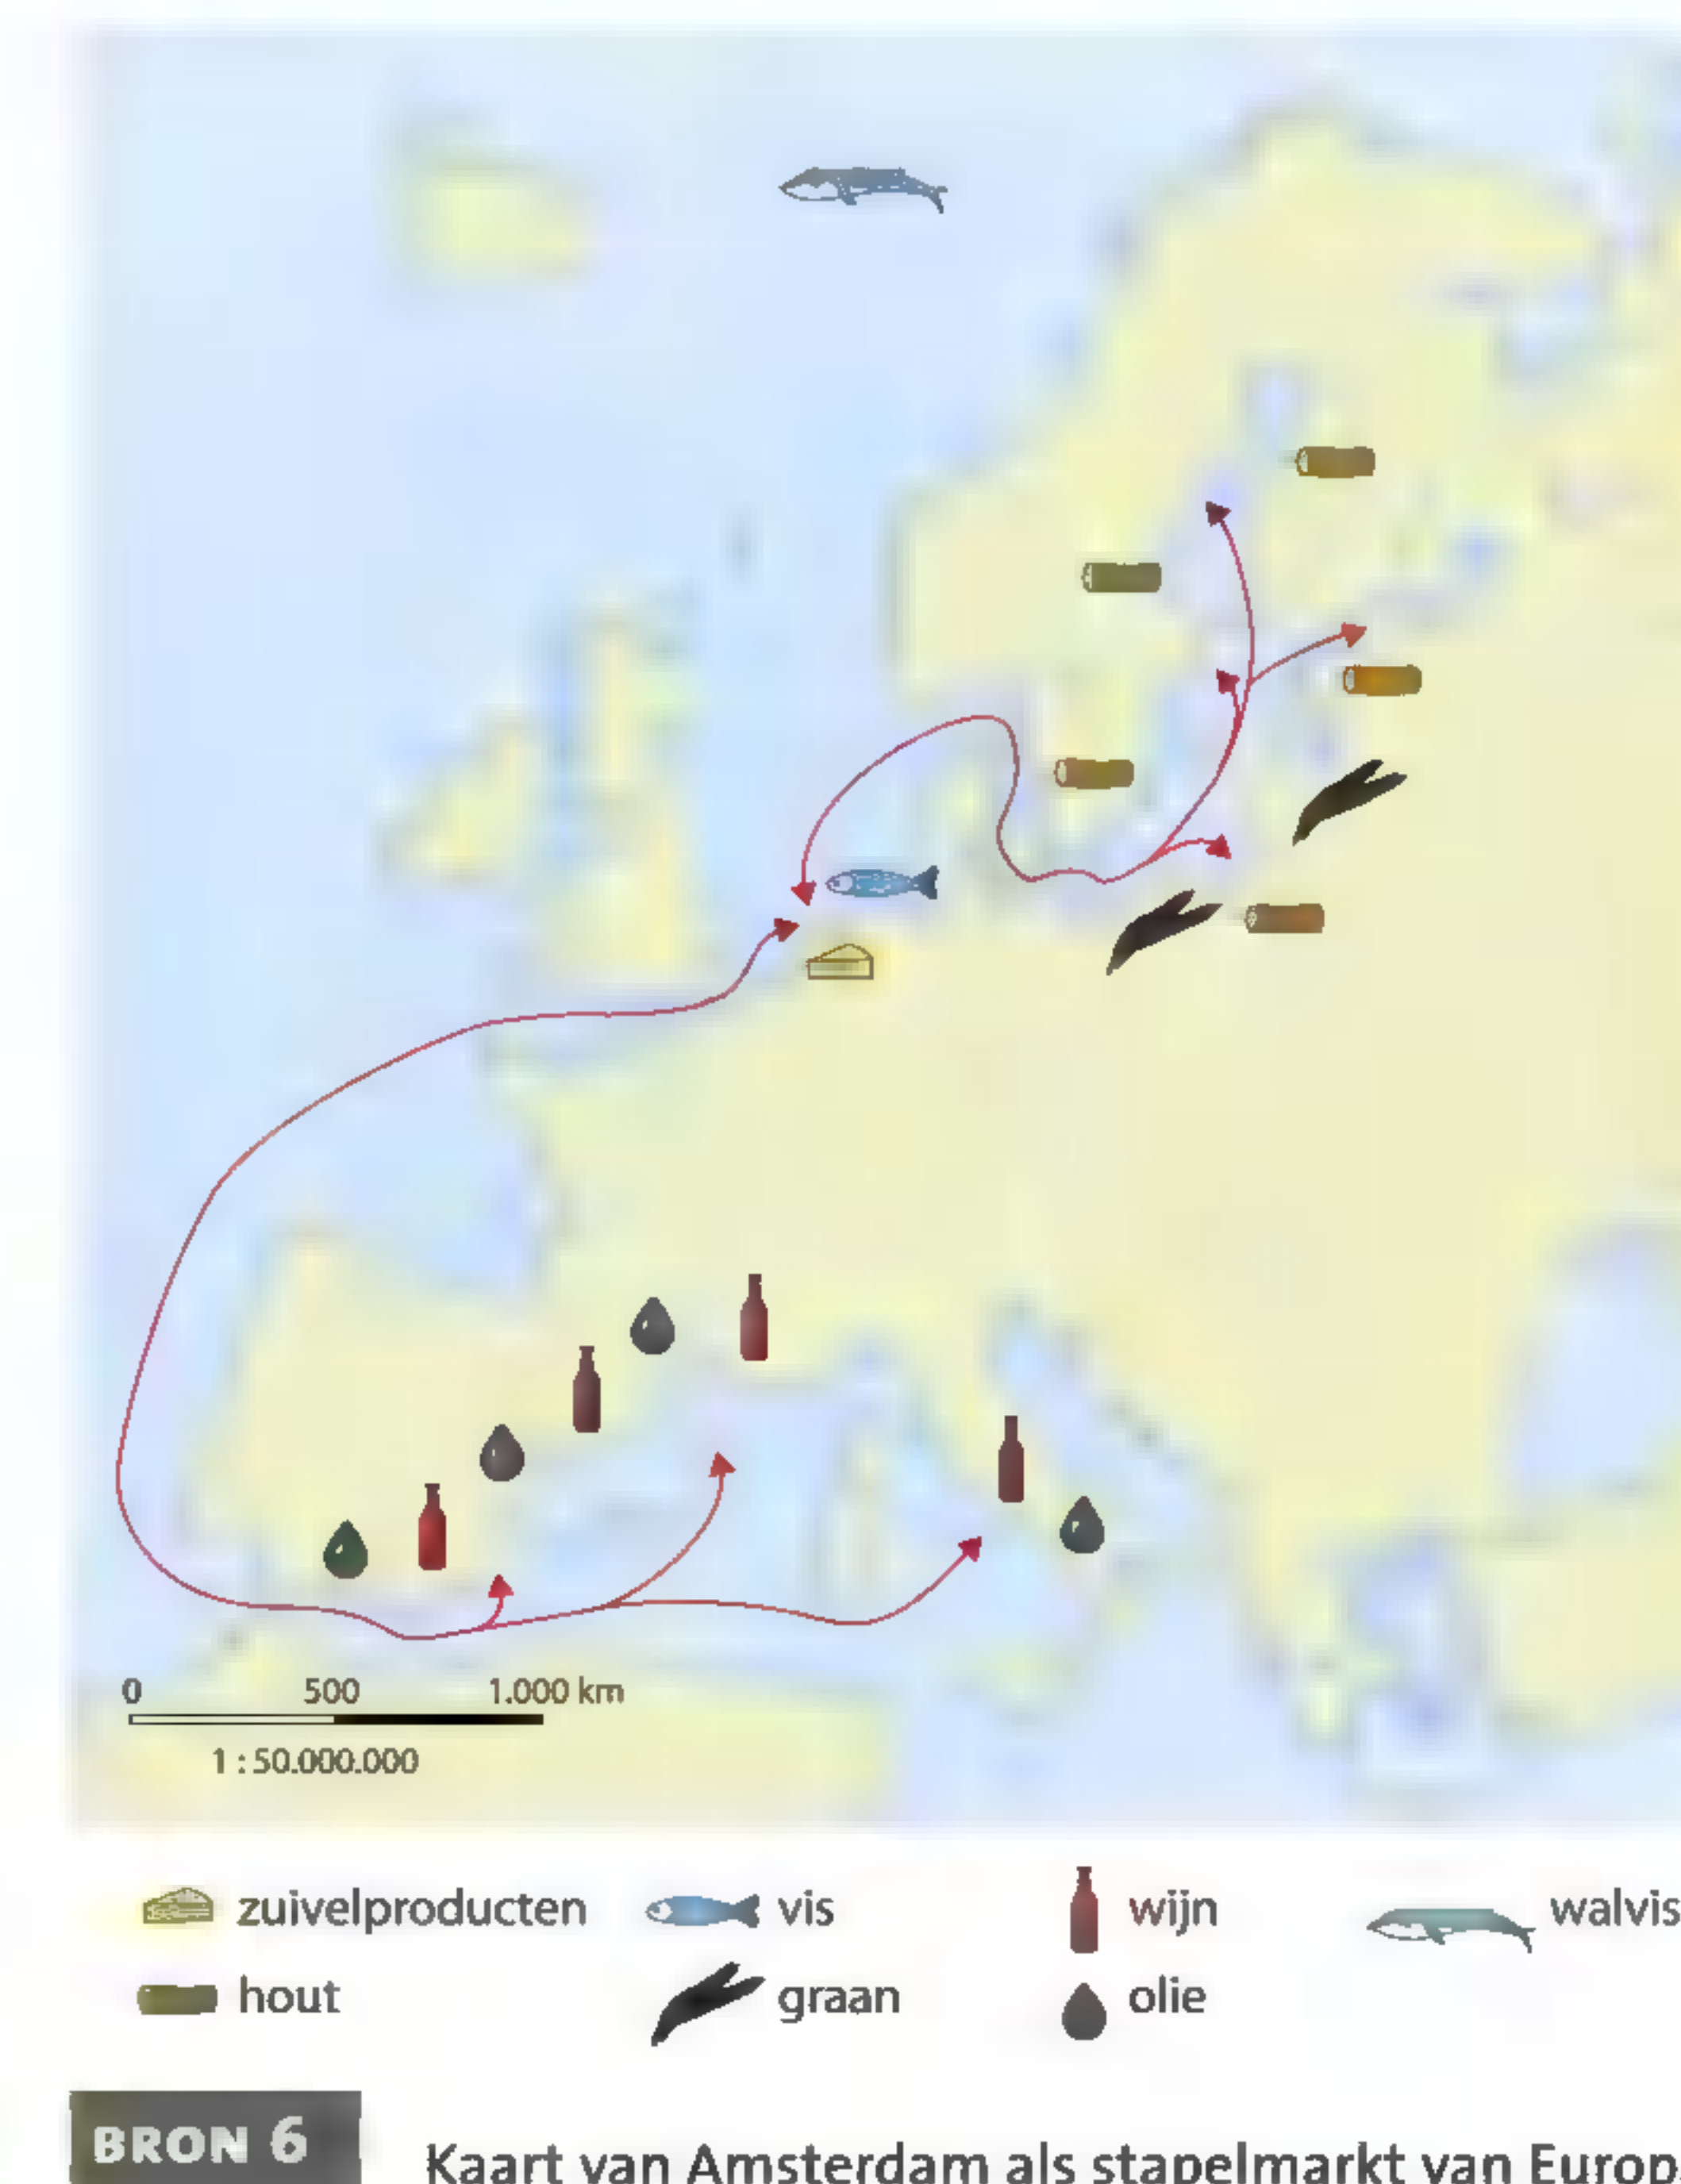 0 500 1.000 km
1 : 50.000.000
zuivelproducten vis wijn walvis
hout graan olie
BRON 6
Kaart van Amsterdam als stapelmarkt van Europ